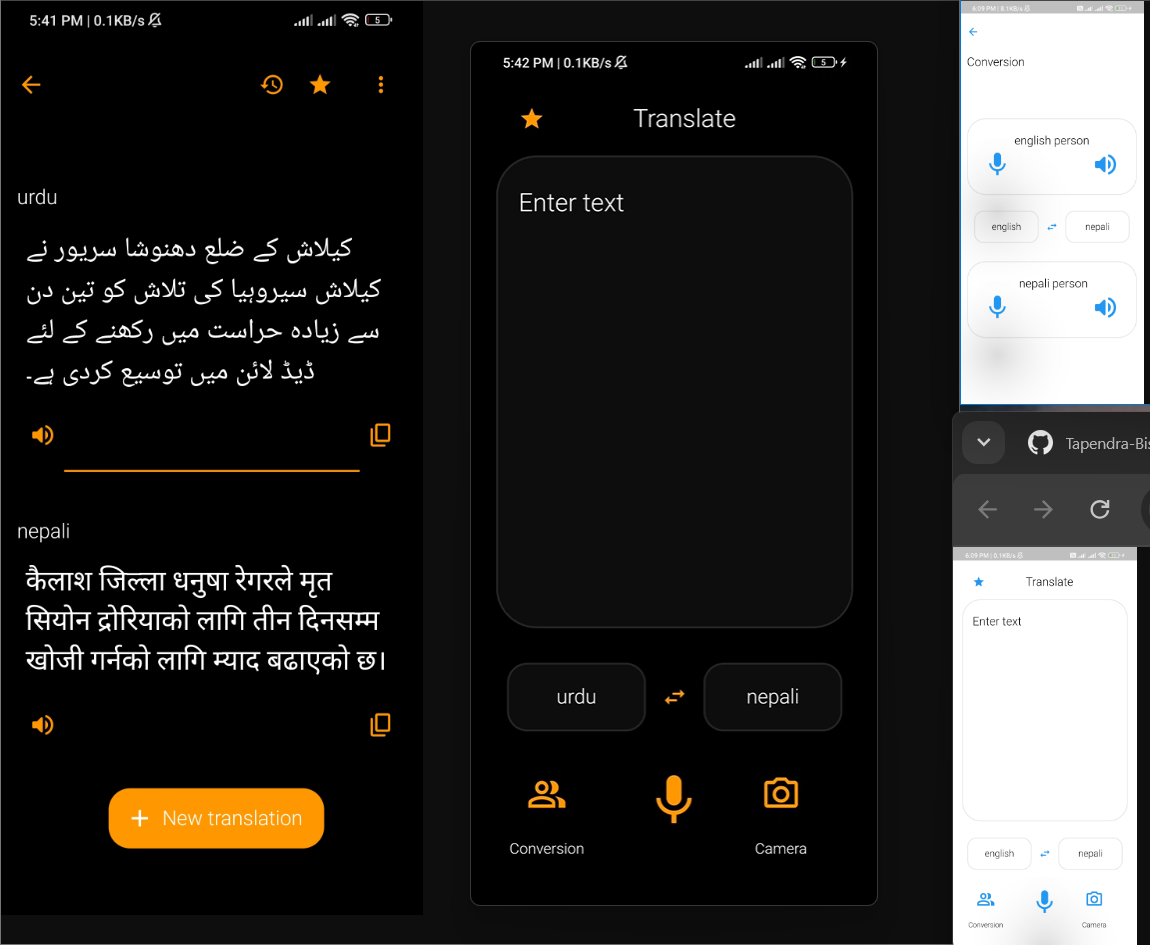 5:41 PM | 0.1KB/s
5
urdu
کیلاش کے ضلع دھنوشا سریور نے
کیلاش سیروہیا کی تلاش کو تین دن
سے زیادہ حراست میں رکھنے کے لئے
ڈیڈ لائن میں توسیع کردی ہے۔
nepali
कैलाश जिल्ला धनुषा रेगरले मृत
सियोन द्रोरियाको लागि तीन दिनसम्म
खोजी गर्नको लागि म्याद बढाएको छ।
+ New translation
5:42 PM | 0.1KB/s
5
Translate
Enter text
urdu
nepali
Conversion
Camera
6:09 PM | 0.1KB/s
Conversion
english person
english
nepali
nepali person
Tapendra-Bis
6:09 PM | 0.1KB/s
Translate
Enter text
english
nepali
Conversion
Camera